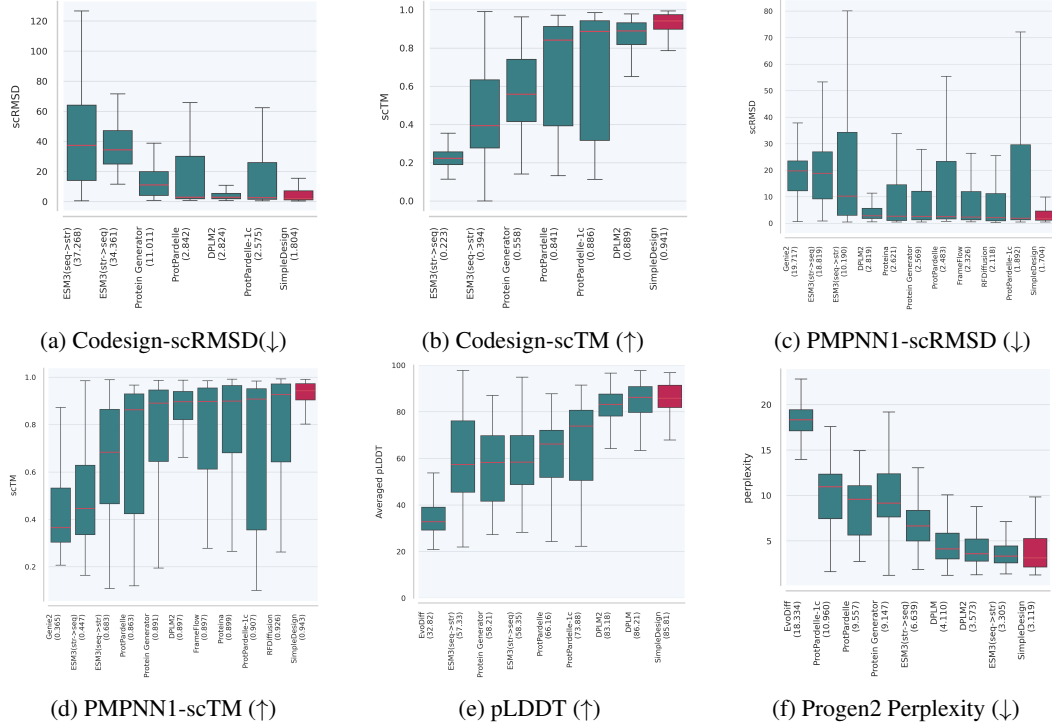 120
100
80
60
40
20
0
scRMSD
ESM3(seq->str)
(37.268)
ESM3(str->seq)
(34.361)
Protein Generator
(11.011)
ProtPardelle
(2.842)
DPLM2
(2.824)
ProtPardelle-1c
(2.575)
SimpleDesign
(1.804)
(a) Codesign-scRMSD(↓)
1.0
0.8
0.6
0.4
0.2
0.0
scTM
ESM3(str->seq)
(0.223)
ESM3(seq->str)
(0.394)
Protein Generator
(0.558)
ProtPardelle
(0.841)
ProtPardelle-1c
(0.886)
DPLM2
(0.889)
SimpleDesign
(0.941)
(b) Codesign-scTM (↑)
80
70
60
50
40
30
20
10
0
scRMSD
Genie2
(19.717)
ESM3(str->seq)
(18.819)
ESM3(seq->str)
(10.190)
DPLM2
(2.819)
Proteina
(2.621)
Protein Generator
(2.569)
ProtPardelle
(2.483)
FrameFlow
(2.326)
RFDiffusion
(2.118)
ProtPardelle-1c
(1.892)
SimpleDesign
(1.704)
(c) PMPNN1-scRMSD (↓)
1.0
0.8
0.6
0.4
0.2
scTM
Genie2
(0.365)
ESM3(str->seq)
(0.447)
ESM3(seq->str)
(0.683)
ProtPardelle
(0.863)
Protein Generator
(0.891)
DPLM2
(0.897)
FrameFlow
(0.897)
Proteina
(0.899)
ProtPardelle-1c
(0.907)
RFDiffusion
(0.926)
SimpleDesign
(0.943)
(d) PMPNN1-scTM (↑)
100
80
60
40
20
0
Averaged pLDDT
EvoDiff
(32.82)
ESM3(seq->str)
(57.33)
Protein Generator
(58.21)
ESM3(str->seq)
(58.35)
ProtPardelle
(66.16)
ProtPardelle-1c
(73.88)
DPLM2
(83.18)
DPLM
(86.21)
SimpleDesign
(85.81)
(e) pLDDT (↑)
20
15
10
5
perplexity
EvoDiff
(18.334)
ProtPardelle-1c
(10.960)
ProtPardelle
(9.557)
Protein Generator
(9.147)
ESM3(str->seq)
(6.639)
DPLM
(4.110)
DPLM2
(3.573)
ESM3(seq->str)
(3.305)
SimpleDesign
(3.119)
(f) Progen2 Perplexity (↓)